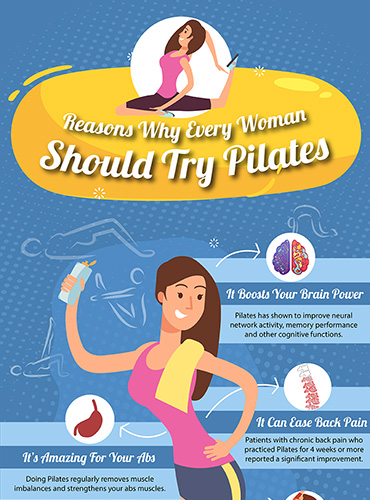 Reasons Why Every Woman
Should Try Pilates
It Boosts Your Brain Power
Pilates has shown to improve neural
network activity, memory performance
and other cognitive functions.
It Can Ease Back Pain
Patients with chronic back pain who
practiced Pilates for 4 weeks or more
reported a significant improvement.
It's Amazing For Your Abs
Doing Pilates regularly removes muscle
imbalances and strengthens your abs muscles.